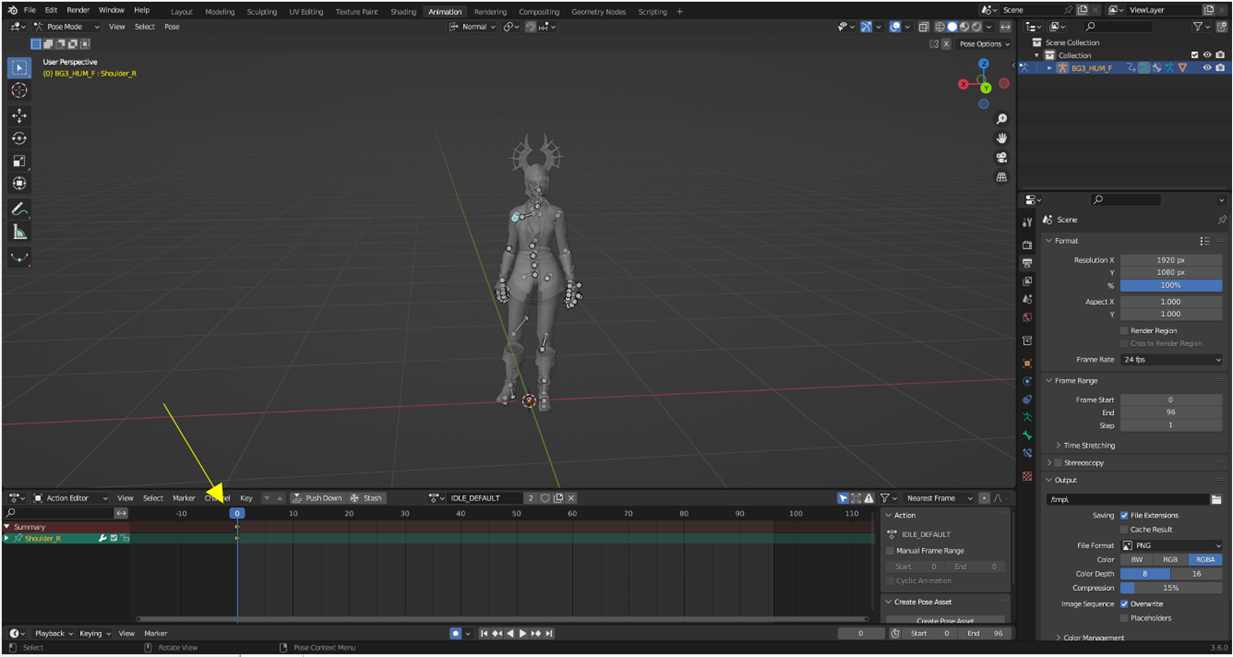 File Edit Render Window Help Layout Modeling Sculpting UV Editing Texture Paint Shading Animation Rendering Compositing Geometry Nodes Scripting + Scene ViewLayer
Pose Mode View Select Pose Normal
X Pose Options
User Perspective
(0) BG3_HUM_F : Shoulder_R
Z
X
Y
Scene Collection
Collection
BG3_HUM_F
Scene
Format
Resolution X 1920 px
Y 1080 px
% 100%
Aspect X 1.000
Y 1.000
Render Region
Crop to Render Region
Frame Rate 24 fps
Frame Range
Frame Start 0
End 96
Step 1
Time Stretching
Stereoscopy
Output
/tmp\
Saving File Extensions
Cache Result
File Format PNG
Color BW RGB RGBA
Color Depth 8 16
Compression 15%
Image Sequence Overwrite
Placeholders
Color Management
Action Editor View Select Marker Channel Key Push Down Stash IDLE_DEFAULT 2 Nearest Frame
-10 0 10 20 30 40 50 60 70 80 90 100 110
Summary
Shoulder_R
Action
IDLE_DEFAULT
Manual Frame Range
Start 0 End 0
Cyclic Animation
Create Pose Asset
Create Pose Asset
Playback Keying View Marker 0 Start 0 End 96
Select Rotate View Pose Context Menu 3.6.0